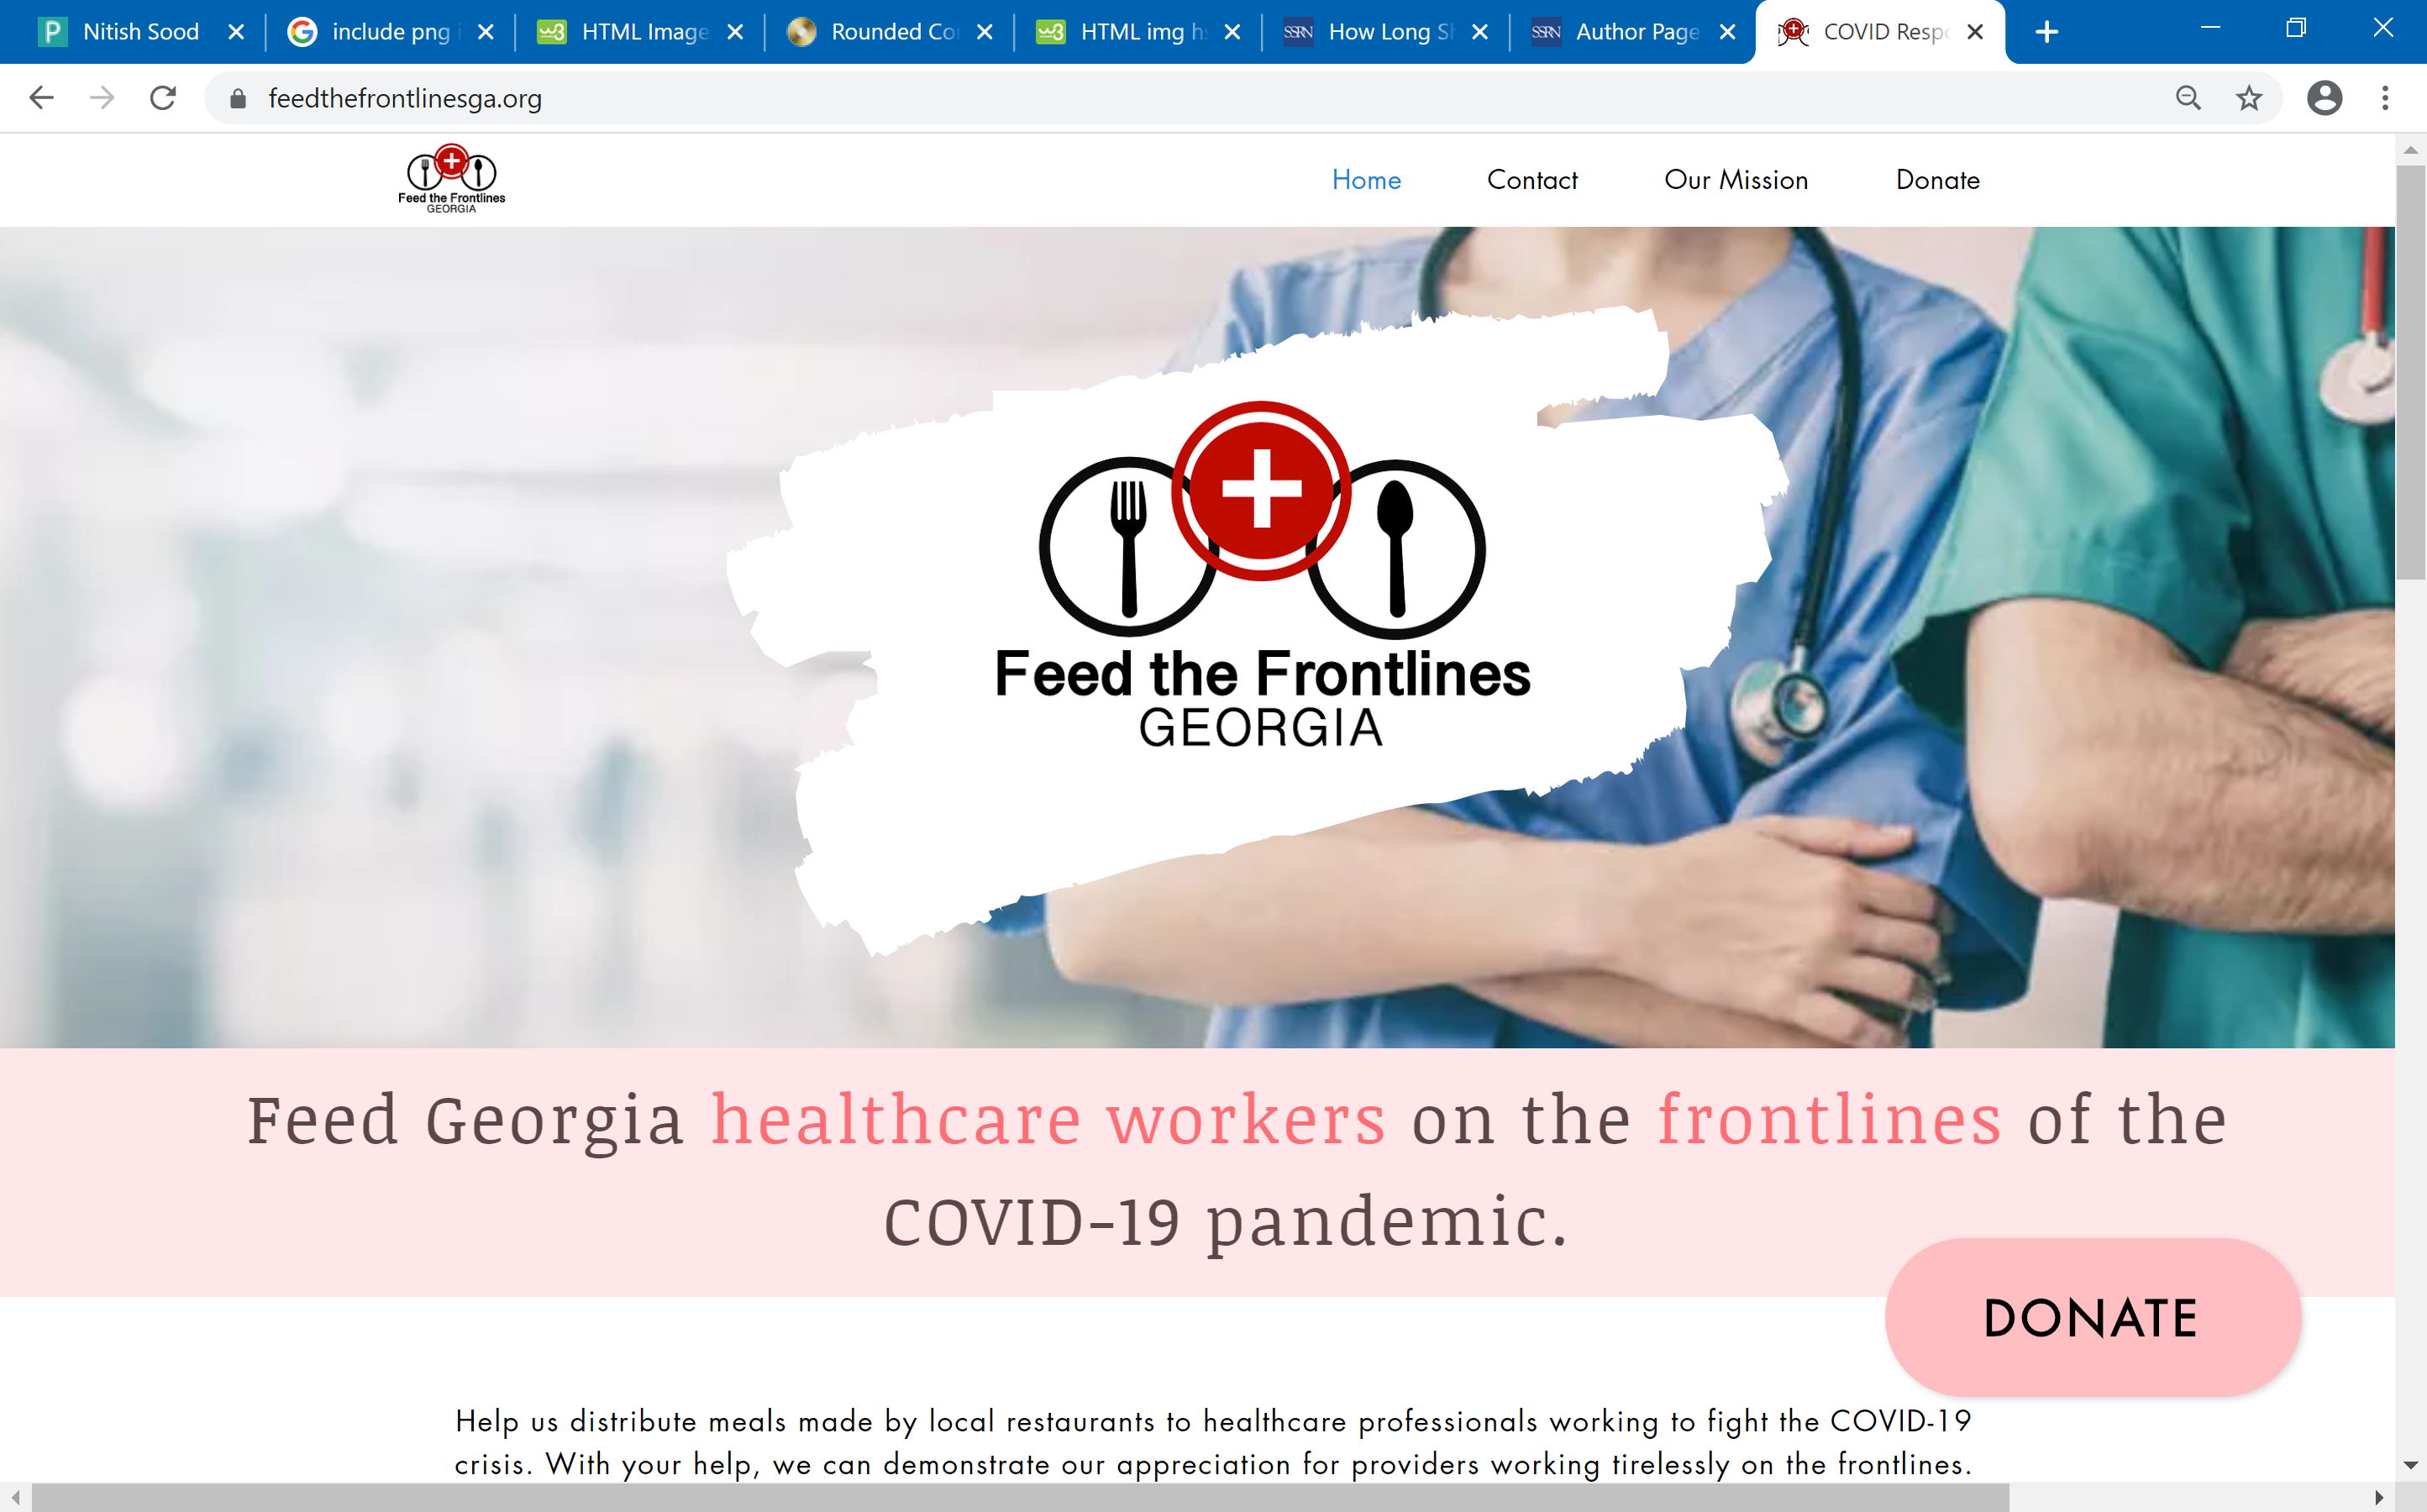 Nitish Sood
include png i
HTML Image
Rounded Co
HTML img h
How Long S
Author Page
COVID Resp
feedthefrontlinesga.org
Feed the Frontlines
GEORGIA
Home Contact Our Mission Donate
Feed the Frontlines
GEORGIA
Feed Georgia healthcare workers on the frontlines of the
COVID-19 pandemic.
DONATE
Help us distribute meals made by local restaurants to healthcare professionals working to fight the COVID-19
crisis. With your help, we can demonstrate our appreciation for providers working tirelessly on the frontlines.